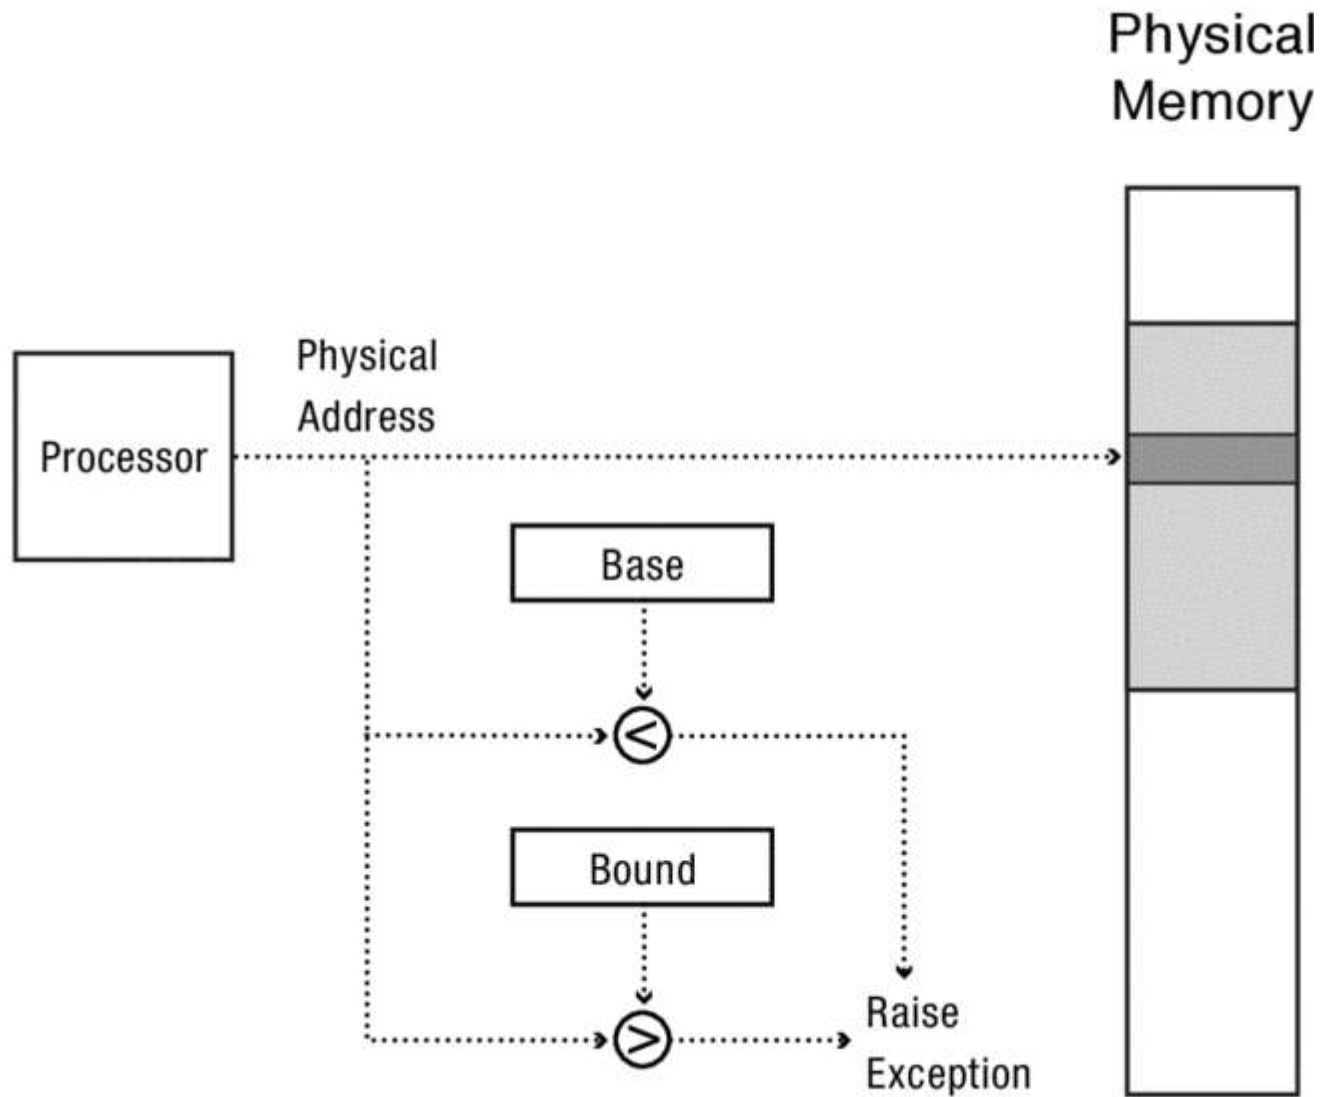 Physical
Memory
Physical
Address
Processor
Base
<
Bound
>
Raise
Exception